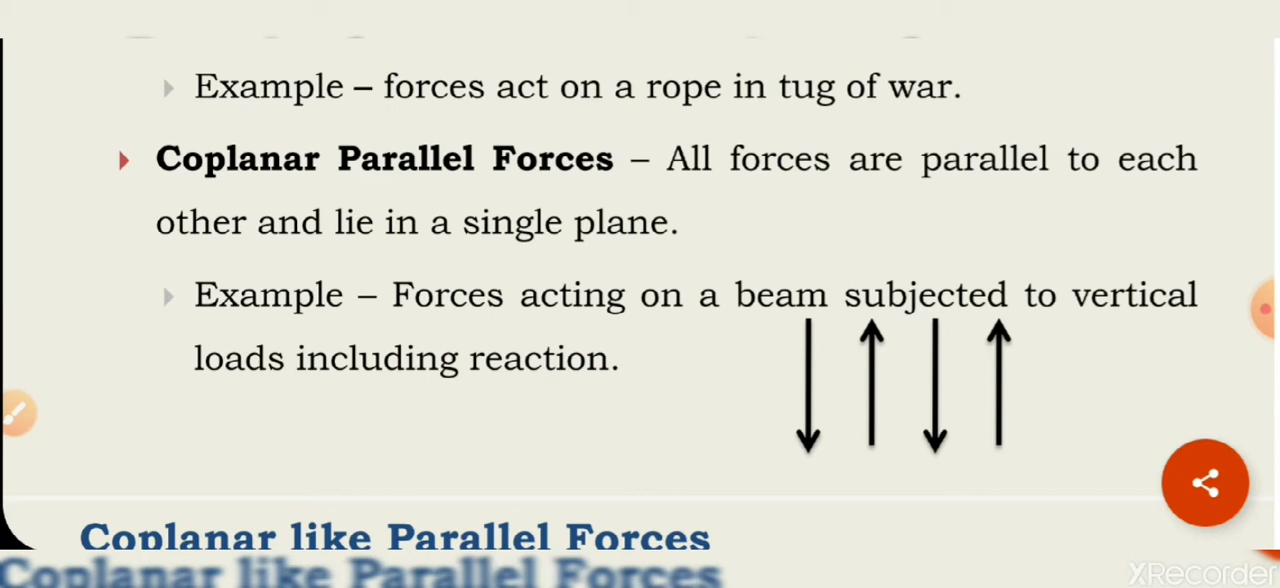 Example – forces act on a rope in tug of war.
Coplanar Parallel Forces – All forces are parallel to each
other and lie in a single plane.
Example – Forces acting on a beam subjected to vertical
loads including reaction.
Coplanar like Parallel Forces
Coplanar like Parallel Forces
XRecorder